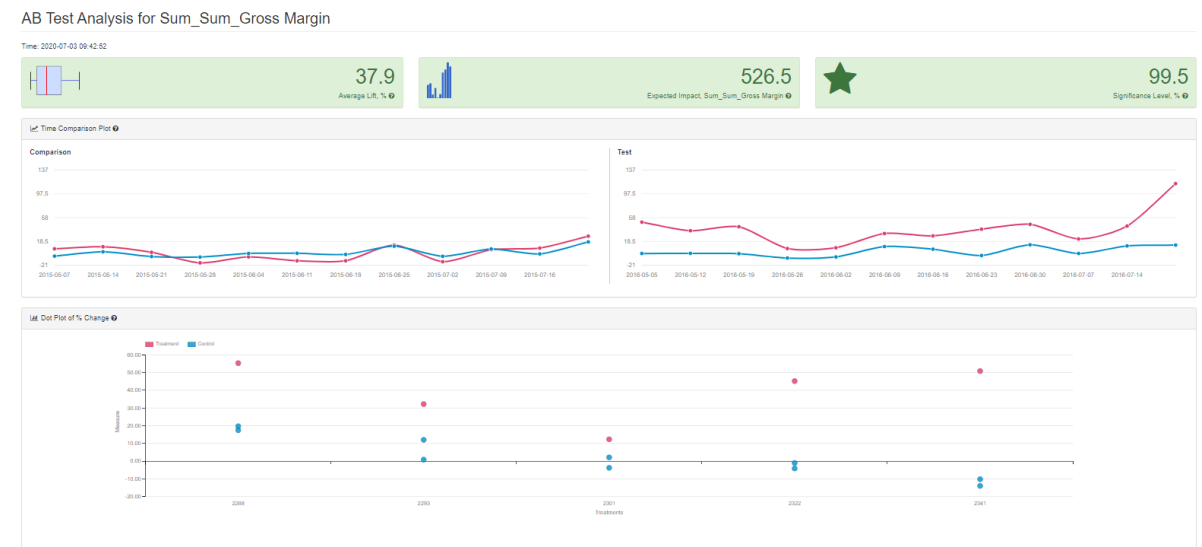 AB Test Analysis for Sum_Sum_Gross Margin
Time: 2020-07-03 09:42:52
37.9
Average Lift, %
526.5
Expected Impact, Sum_Sum_Gross Margin
99.5
Significance Level, %
Time Comparison Plot
Comparison
137
97.5
58
18.5
-21
2015-05-07 2015-05-14 2015-05-21 2015-05-28 2015-06-04 2015-06-11 2015-06-19 2015-06-25 2015-07-02 2015-07-09 2015-07-16
Test
137
97.5
58
18.5
-21
2016-05-05 2016-05-12 2016-05-19 2016-05-26 2016-06-02 2016-06-09 2016-06-16 2016-06-23 2016-06-30 2016-07-07 2016-07-14
Dot Plot of % Change
Treatment Control
60.00
50.00
40.00
30.00
20.00
10.00
0.00
-10.00
-20.00
Measure
2288 2293 2301 2322 2341
Treatments